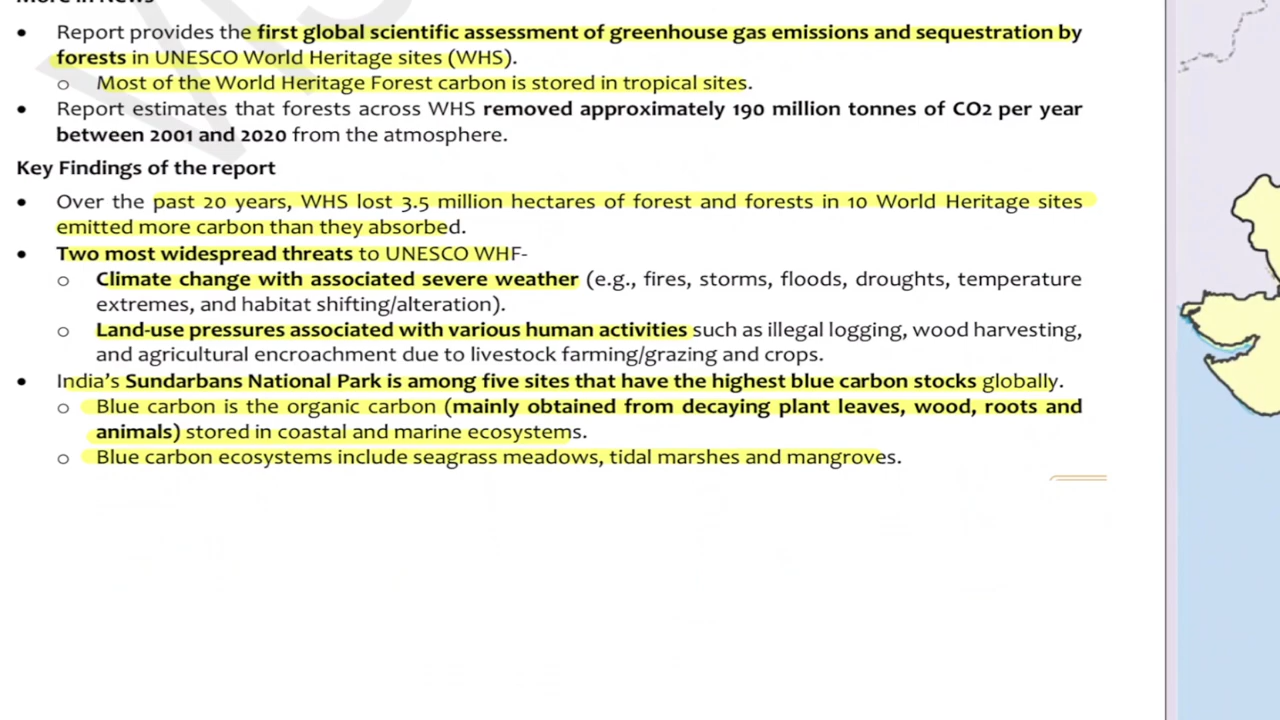 More in News
• Report provides the first global scientific assessment of greenhouse gas emissions and sequestration by
forests in UNESCO World Heritage sites (WHS).
o Most of the World Heritage Forest carbon is stored in tropical sites.
• Report estimates that forests across WHS removed approximately 190 million tonnes of CO2 per year
between 2001 and 2020 from the atmosphere.
Key Findings of the report
• Over the past 20 years, WHS lost 3.5 million hectares of forest and forests in 10 World Heritage sites
emitted more carbon than they absorbed.
• Two most widespread threats to UNESCO WHF-
o Climate change with associated severe weather (e.g., fires, storms, floods, droughts, temperature
extremes, and habitat shifting/alteration).
o Land-use pressures associated with various human activities such as illegal logging, wood harvesting,
and agricultural encroachment due to livestock farming/grazing and crops.
• India's Sundarbans National Park is among five sites that have the highest blue carbon stocks globally.
o Blue carbon is the organic carbon (mainly obtained from decaying plant leaves, wood, roots and
animals) stored in coastal and marine ecosystems.
o Blue carbon ecosystems include seagrass meadows, tidal marshes and mangroves.